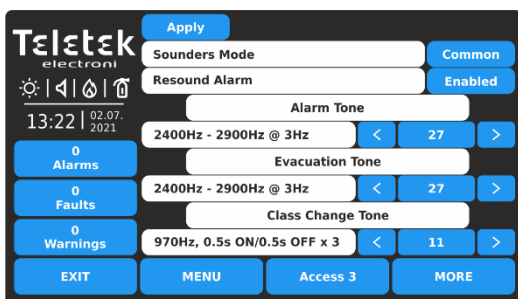 Teletek
electroni
13:22
02.07.
2021
0
Alarms
0
Faults
0
Warnings
EXIT
Apply
Sounders Mode
Common
Resound Alarm
Enabled
Alarm Tone
2400Hz - 2900Hz @ 3Hz
<
27
>
Evacuation Tone
2400Hz - 2900Hz @ 3Hz
<
27
>
Class Change Tone
970Hz, 0.5s ON/0.5s OFF x 3
<
11
>
MENU
Access 3
MORE